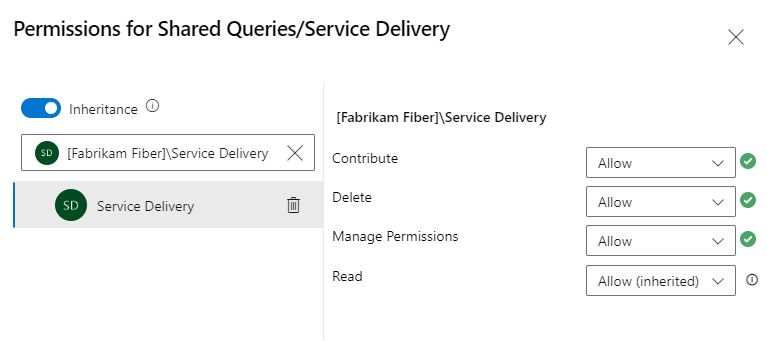 Permissions for Shared Queries/Service Delivery
Inheritance
SD [Fabrikam Fiber]\Service Delivery
SD Service Delivery
[Fabrikam Fiber]\Service Delivery
Contribute Allow
Delete Allow
Manage Permissions Allow
Read Allow (inherited)